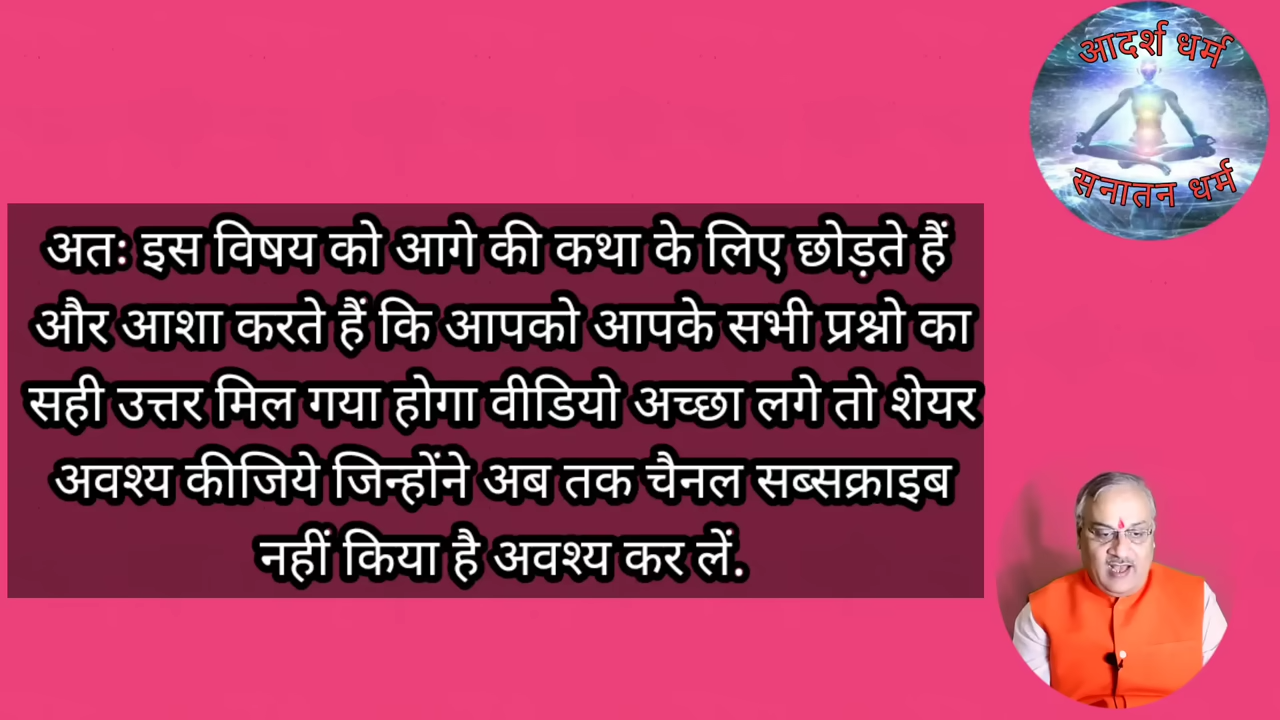 आदर्श धर्म
सनातन धर्म
अतः इस विषय को आगे की कथा के लिए छोड़ते हैं
और आशा करते हैं कि आपको आपके सभी प्रश्नो का
सही उत्तर मिल गया होगा वीडियो अच्छा लगे तो शेयर
अवश्य कीजिये जिन्होंने अब तक चैनल सब्सक्राइब
नहीं किया है अवश्य कर लें.